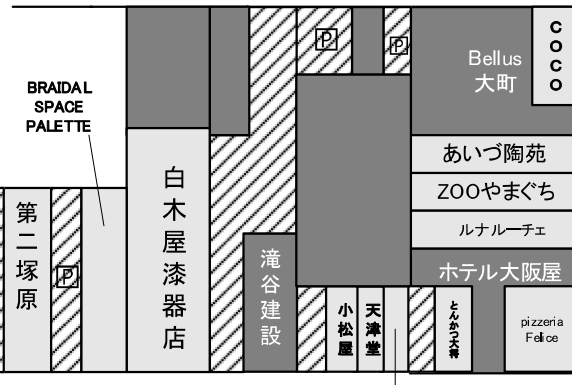 P
P
Bellus
大町
COCO
BRAIDAL
SPACE
PALETTE
あいづ陶苑
ZOOやまぐち
ルナルーチェ
ホテル大阪屋
第二塚原
P
白木屋漆器店
滝谷建設
小松屋
天津堂
とんかつ大将
pizzeria
Felice